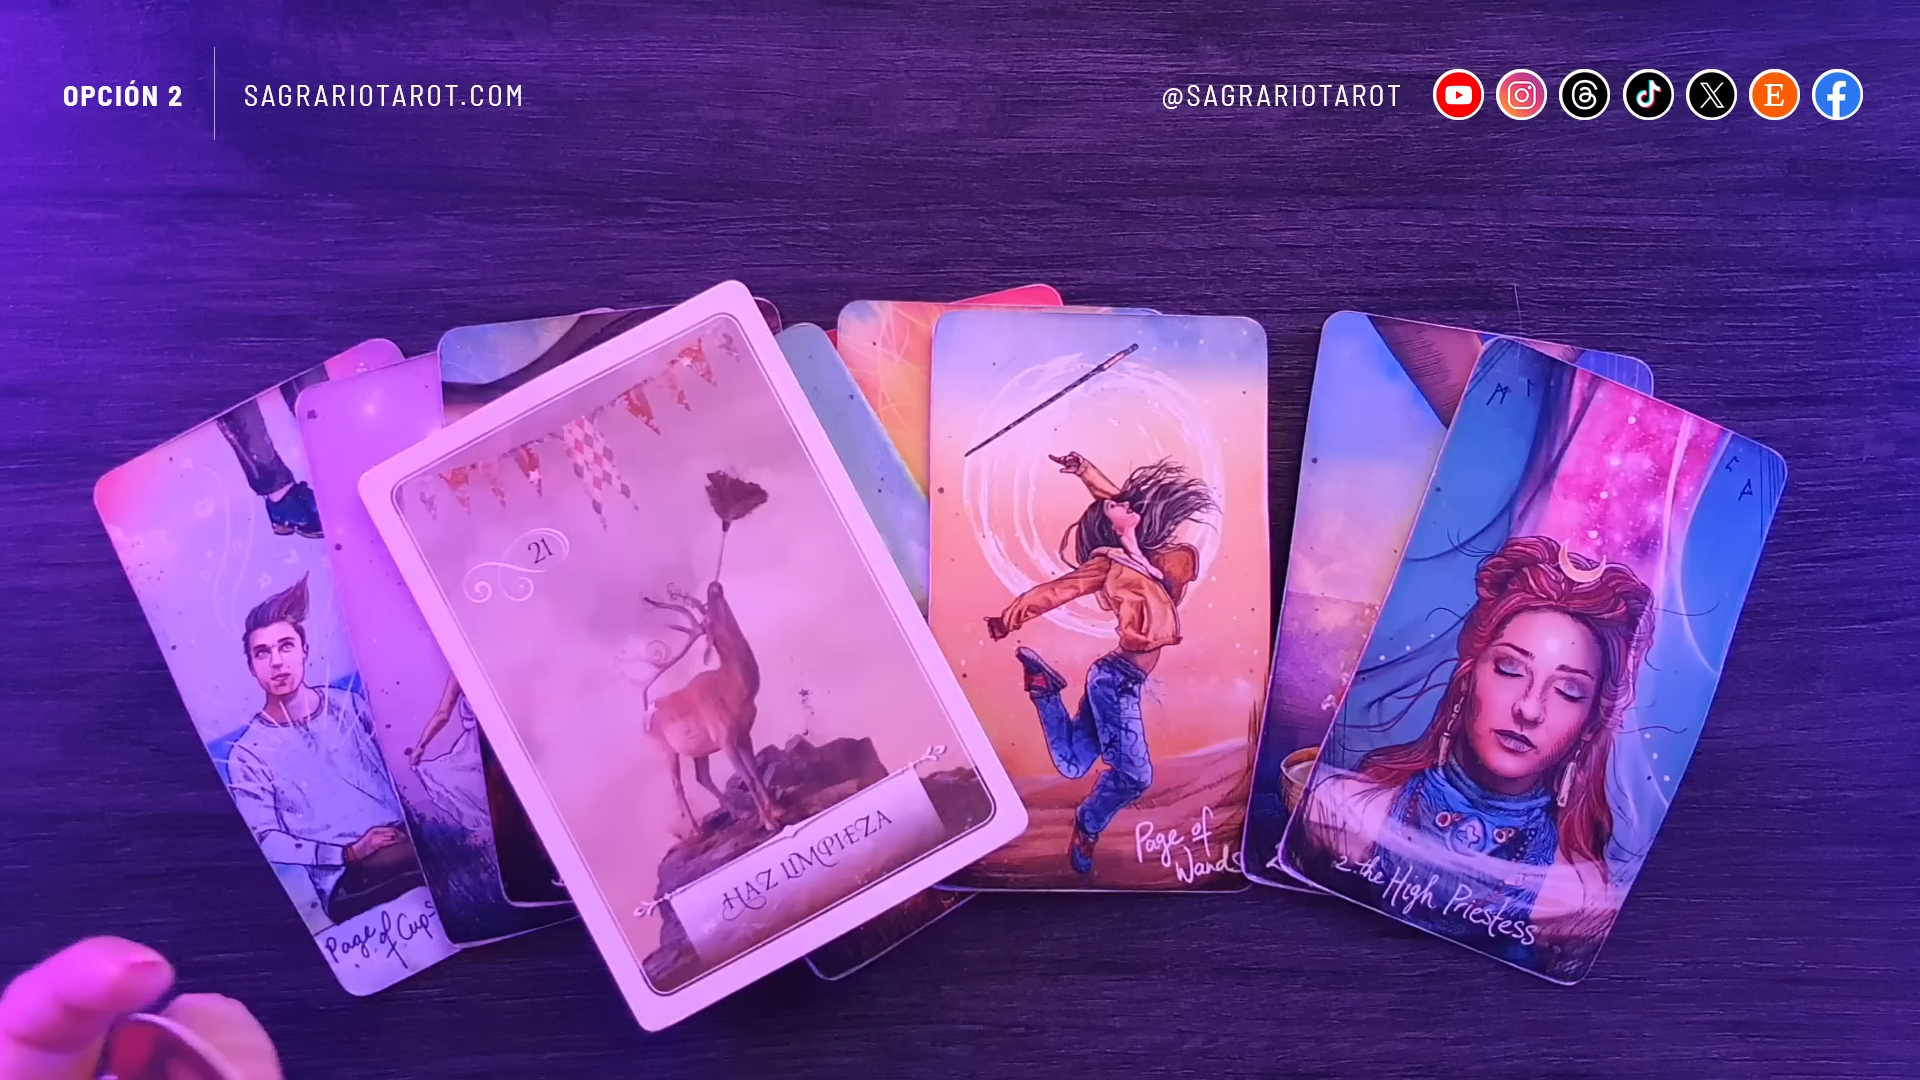 OPCIÓN 2
SAGRARIOTAROT.COM
@SAGRARIOTAROT
21
HAZ LIMPIEZA
Page of
Cups
Page of
Wands
2. the High Priestess